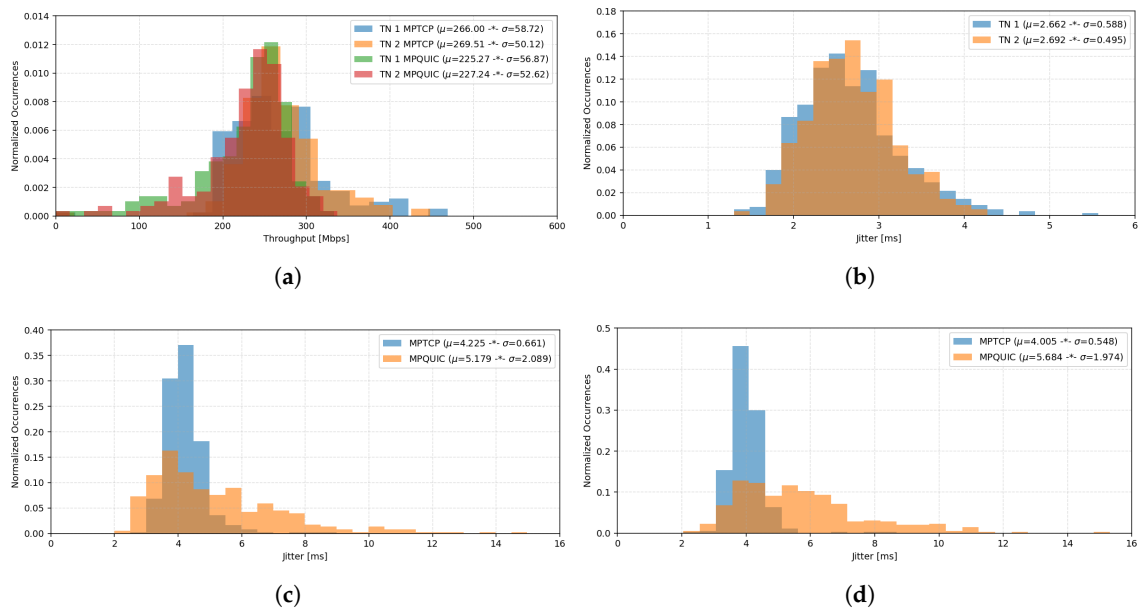 TN 1 MPTCP (μ=266.00 -*- σ=58.72)
TN 2 MPTCP (μ=269.51 -*- σ=50.12)
TN 1 MPQUIC (μ=225.27 -*- σ=56.87)
TN 2 MPQUIC (μ=227.24 -*- σ=52.62)
Normalized Occurrences
0.014
0.012
0.010
0.008
0.006
0.004
0.002
0.000
0 100 200 300 400 500 600
Throughput [Mbps]
(a)
TN 1 (μ=2.662 -*- σ=0.588)
TN 2 (μ=2.692 -*- σ=0.495)
Normalized Occurrences
0.18
0.16
0.14
0.12
0.10
0.08
0.06
0.04
0.02
0.00
0 1 2 3 4 5 6
Jitter [ms]
(b)
MPTCP (μ=4.225 -*- σ=0.661)
MPQUIC (μ=5.179 -*- σ=2.089)
Normalized Occurrences
0.40
0.35
0.30
0.25
0.20
0.15
0.10
0.05
0.00
0 2 4 6 8 10 12 14 16
Jitter [ms]
(c)
MPTCP (μ=4.005 -*- σ=0.548)
MPQUIC (μ=5.684 -*- σ=1.974)
Normalized Occurrences
0.5
0.4
0.3
0.2
0.1
0.0
0 2 4 6 8 10 12 14 16
Jitter [ms]
(d)